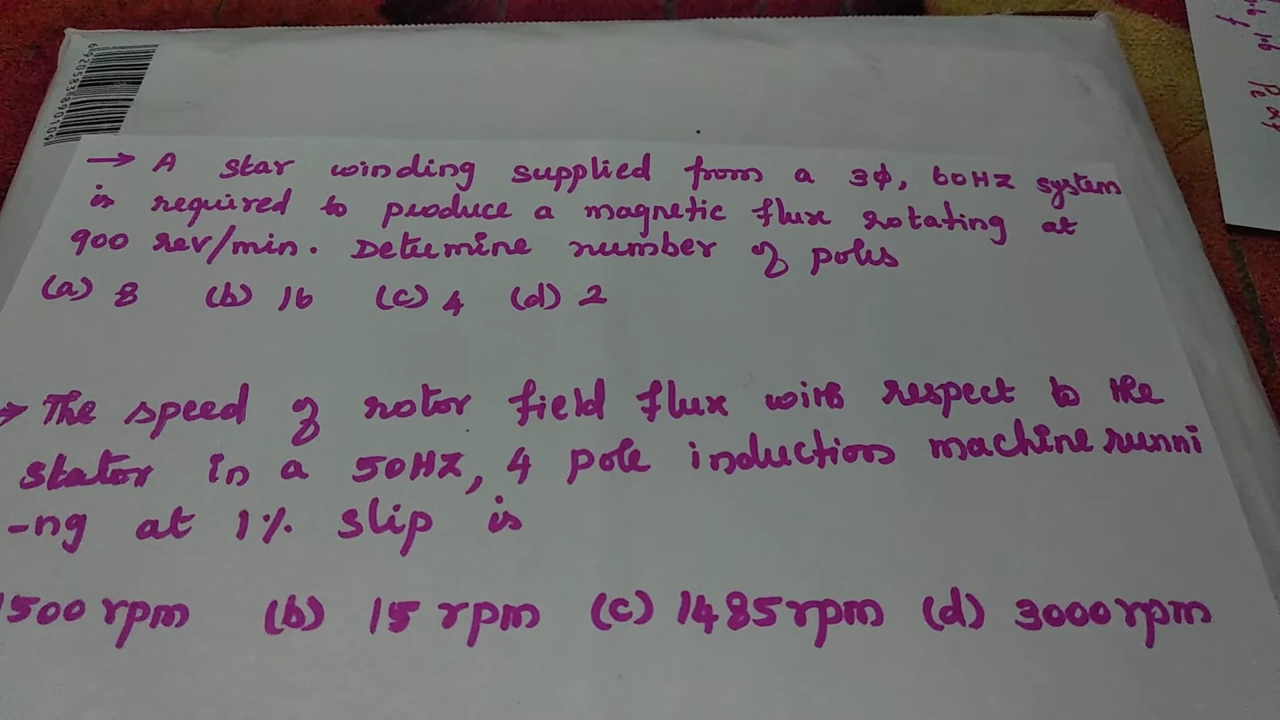 6920583789010
→ A star winding supplied from a 3φ, 60HZ system
is required to produce a magnetic flux rotating at
900 rev/min. Determine number of poles
(a) 8 (b) 16 (c) 4 (d) 2
→ The speed of rotor field flux with respect to the
stator in a 50HZ, 4 pole induction machine runni
-ng at 1% slip is
1500 rpm (b) 15 rpm (c) 1485 rpm (d) 3000 rpm